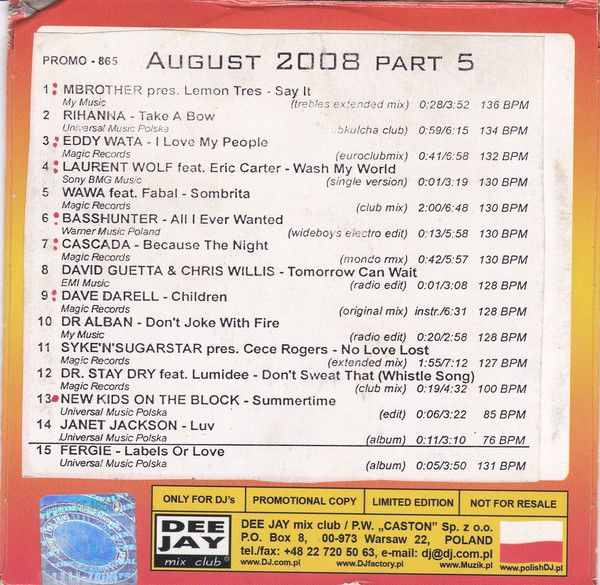 PROMO - 865 AUGUST 2008 PART 5
1 MBROTHER pres. Lemon Tres - Say It
My Music (trebles extended mix) 0:28/3:52 136 BPM
2 RIHANNA - Take A Bow
Universal Music Polska bkulcha club) 0:59/6:15 134 BPM
3 EDDY WATA - I Love My People
Magic Records (euroclubmix) 0:41/6:58 132 BPM
4 LAURENT WOLF feat. Eric Carter - Wash My World
Sony BMG Music (single version) 0:01/3:19 130 BPM
5 WAWA feat. Fabal - Sombrita
Magic Records (club mix) 2:00/6:48 130 BPM
6 BASSHUNTER - All I Ever Wanted
Warner Music Poland (wideboys electro edit) 0:13/5:58 130 BPM
7 CASCADA - Because The Night
Magic Records (mondo rmx) 0:42/5:57 130 BPM
8 DAVID GUETTA & CHRIS WILLIS - Tomorrow Can Wait
EMI Music (radio edit) 0:01/3:08 128 BPM
9 DAVE DARELL - Children
Magic Records (original mix) instr./6:31 128 BPM
10 DR ALBAN - Don't Joke With Fire
My Music (radio edit) 0:20/2:58 128 BPM
11 SYKE'N'SUGARSTAR pres. Cece Rogers - No Love Lost
Magic Records (extended mix) 1:55/7:12 127 BPM
12 DR. STAY DRY feat. Lumidee - Don't Sweat That (Whistle Song)
Magic Records (club mix) 0:19/4:32 100 BPM
13 NEW KIDS ON THE BLOCK - Summertime
Universal Music Polska (edit) 0:06/3:22 85 BPM
14 JANET JACKSON - Luv
Universal Music Polska (album) 0:11/3:10 76 BPM
15 FERGIE - Labels Or Love
Universal Music Polska (album) 0:05/3:50 131 BPM
ONLY FOR DJ's PROMOTIONAL COPY LIMITED EDITION NOT FOR RESALE
DEE JAY mix club®
DEE JAY mix club / P.W. „CASTON" Sp. z o.o.
P.O. Box 8, 00-973 Warsaw 22, POLAND
tel./fax: +48 22 720 50 63, e-mail: dj@dj.com.pl
www.DJ.com.pl www.DJfactory.pl www.Muzik.pl www.polishDJ.pl